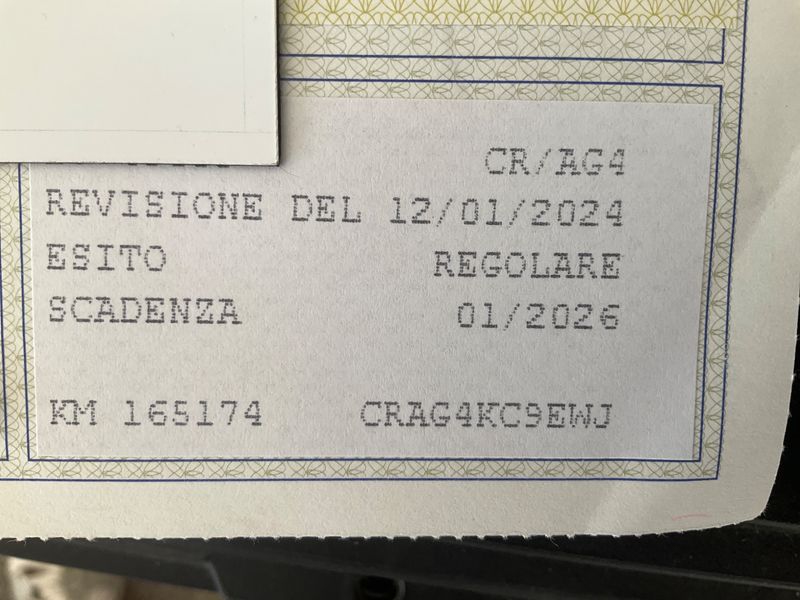 CR/AG4
REVISIONE DEL 12/01/2024
ESITO REGOLARE
SCADENZA 01/2026
KM 165174 CRAG4KC9EWJ